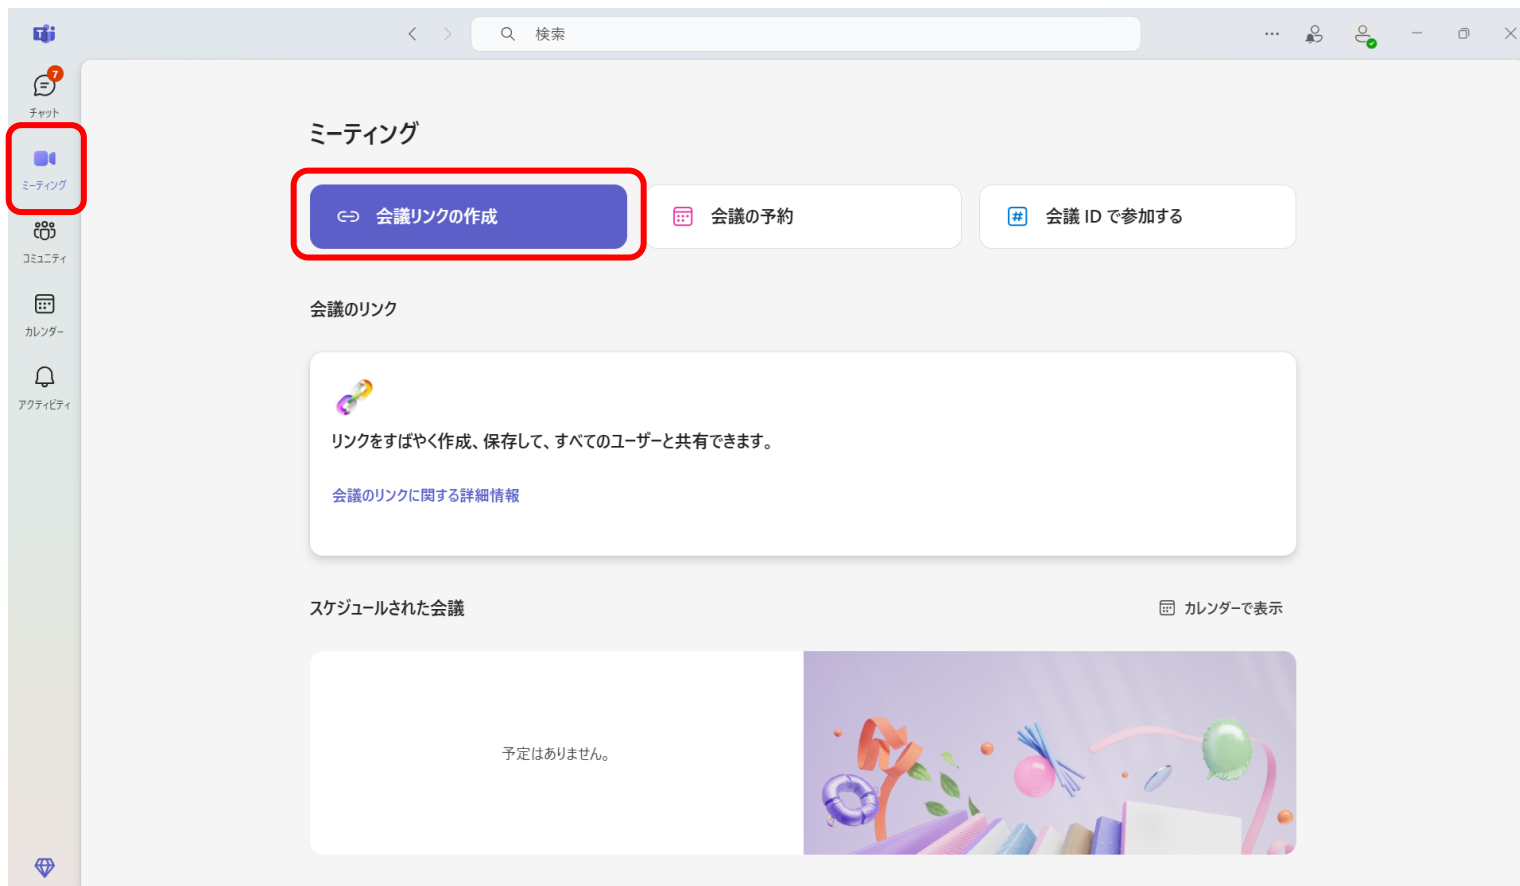 検索
7
チャット
ミーティング
コミュニティ
カレンダー
アクティビティ
ミーティング
会議リンクの作成
会議の予約
会議 ID で参加する
会議のリンク
リンクをすばやく作成、保存して、すべてのユーザーと共有できます。
会議のリンクに関する詳細情報
スケジュールされた会議
カレンダーで表示
予定はありません。